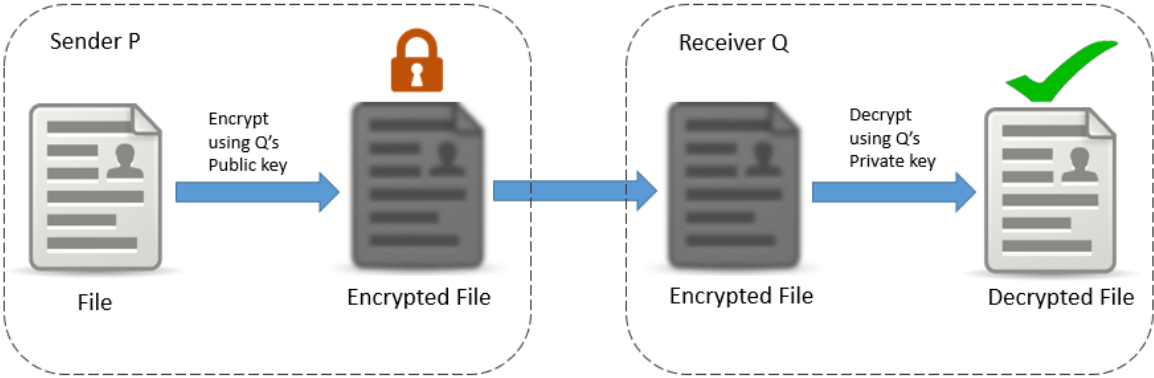 Sender P
Encrypt
using Q's
Public key
File
Encrypted File
Receiver Q
Decrypt
using Q's
Private key
Encrypted File
Decrypted File